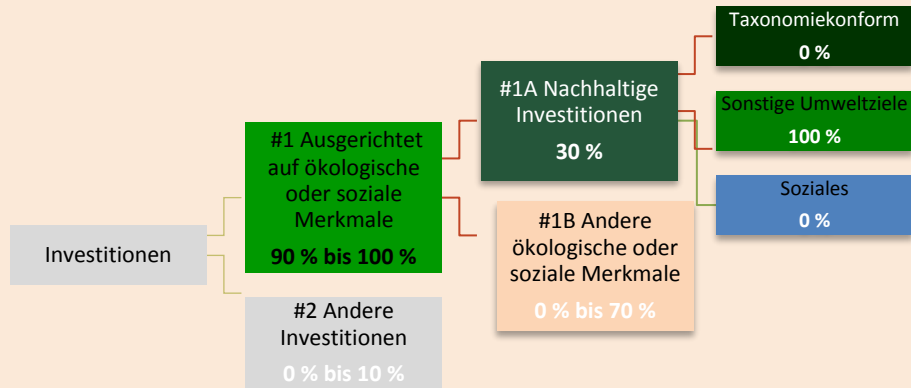 Investitionen
#1 Ausgerichtet
auf ökologische
oder soziale
Merkmale
90 % bis 100 %
#2 Andere
Investitionen
0 % bis 10 %
#1A Nachhaltige
Investitionen
30 %
#1B Andere
ökologische oder
soziale Merkmale
0 % bis 70 %
Taxonomiekonform
0 %
Sonstige Umweltziele
100 %
Soziales
0 %